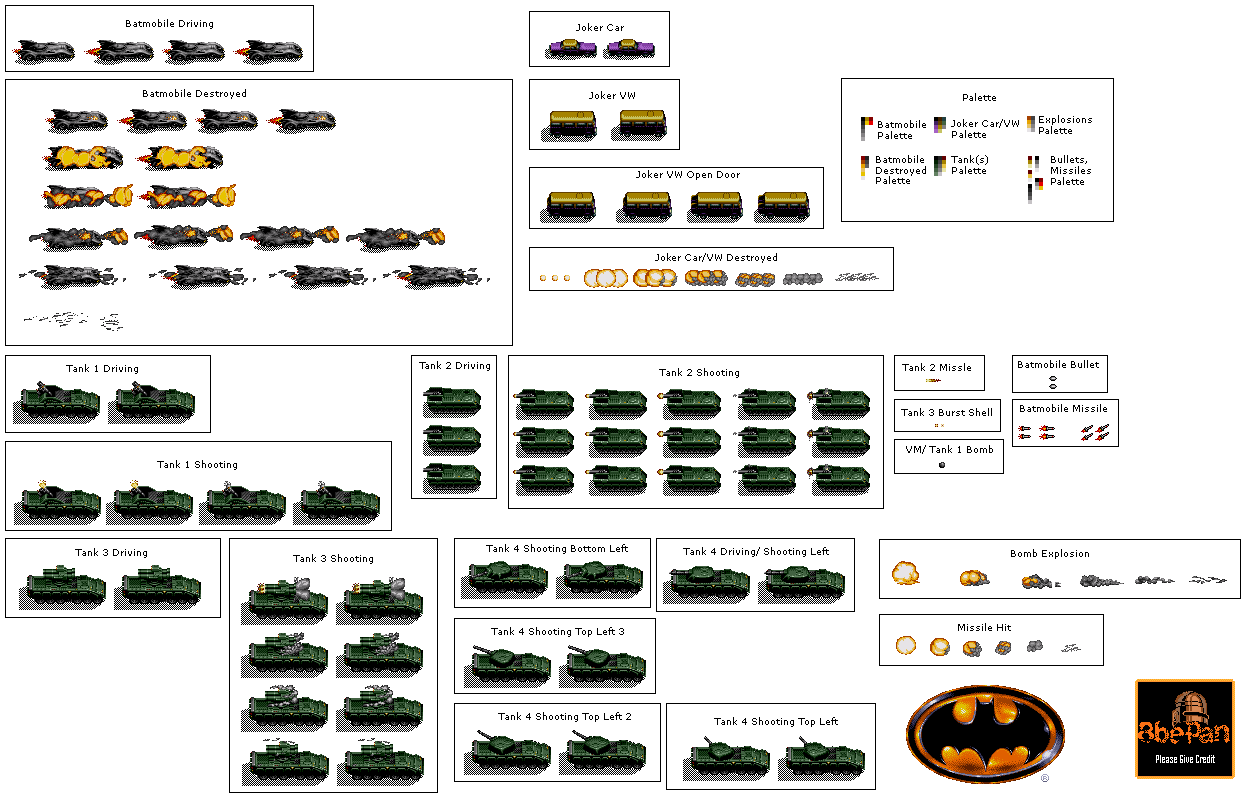 Batmobile Driving
Joker Car
Batmobile Destroyed
Joker VW
Palette
Batmobile
Palette
Joker Car/VW
Palette
Explosions
Palette
Batmobile
Destroyed
Palette
Tank(s)
Palette
Bullets,
Missiles
Palette
Joker VW Open Door
Joker Car/VW Destroyed
Tank 1 Driving
Tank 2 Driving
Tank 2 Shooting
Tank 2 Missle
Batmobile Bullet
Tank 3 Burst Shell
Batmobile Missile
VM/ Tank 1 Bomb
Tank 1 Shooting
Tank 3 Driving
Tank 3 Shooting
Tank 4 Shooting Bottom Left
Tank 4 Driving/ Shooting Left
Bomb Explosion
Tank 4 Shooting Top Left 3
Missile Hit
Tank 4 Shooting Top Left 2
Tank 4 Shooting Top Left
®
AbePan
Please Give Credit